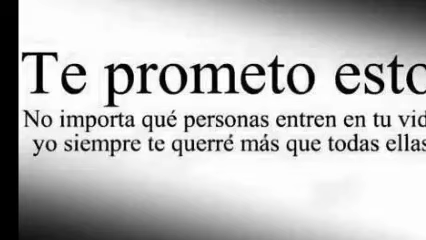 Te prometo esto
No importa qué personas entren en tu vid
yo siempre te querré más que todas ellas